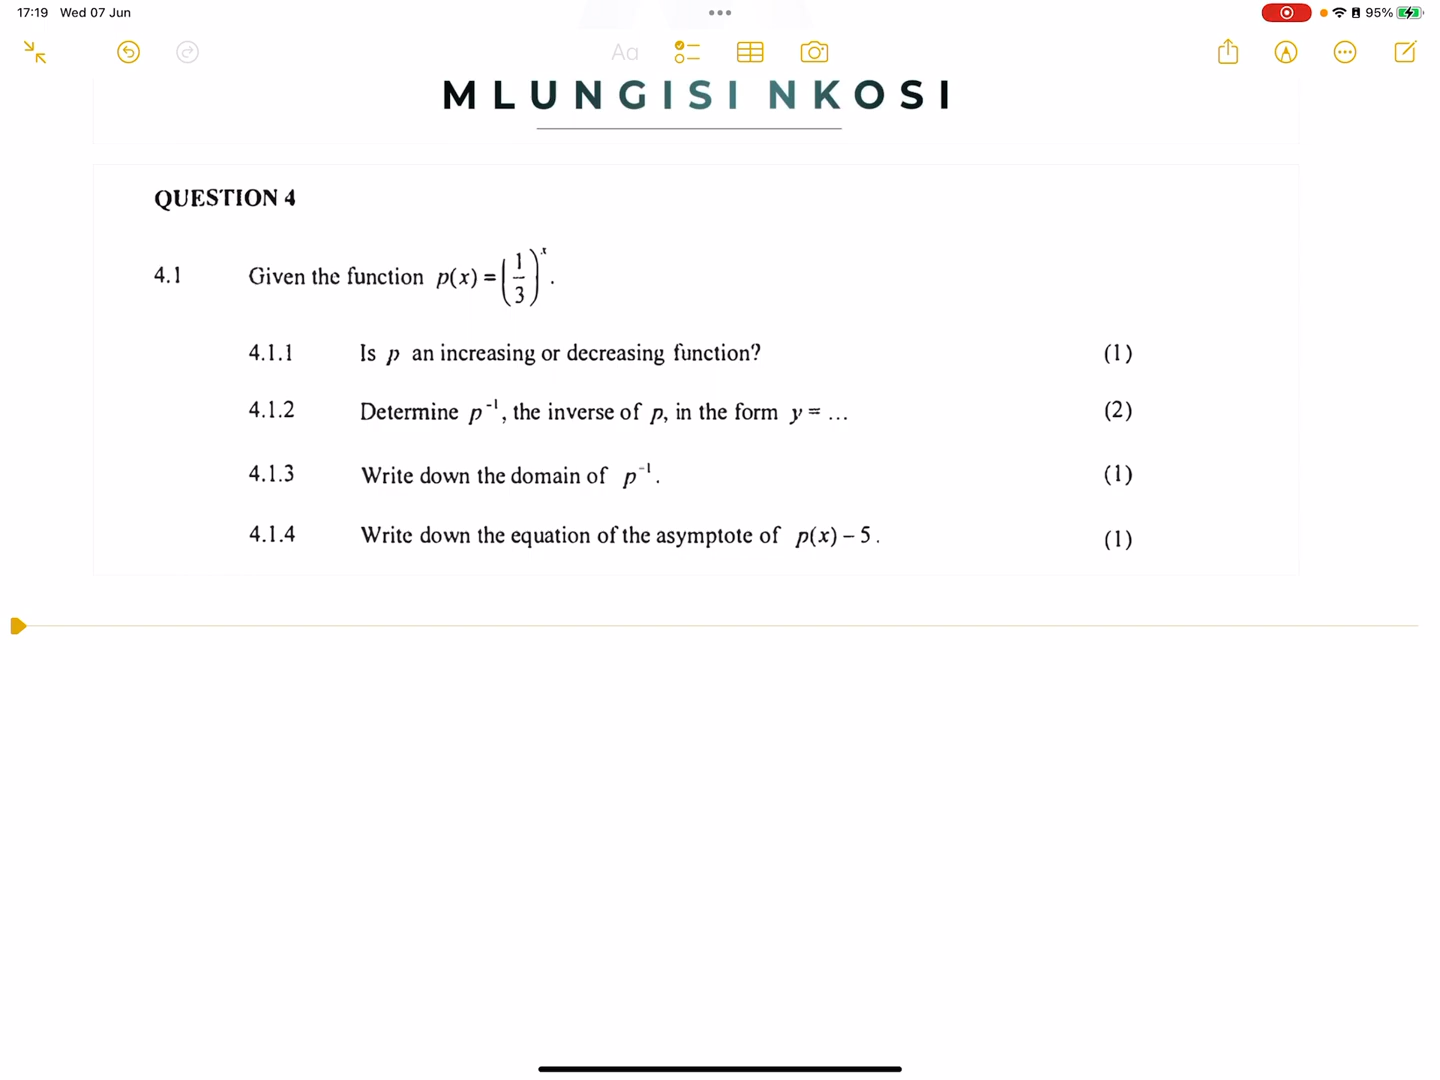 17:19 Wed 07 Jun
95%
Aa
MLUNGISI NKOSI
QUESTION 4
4.1 Given the function p(x) = (1/3)^x.
4.1.1 Is p an increasing or decreasing function? (1)
4.1.2 Determine p^-1, the inverse of p, in the form y = ... (2)
4.1.3 Write down the domain of p^-1. (1)
4.1.4 Write down the equation of the asymptote of p(x) – 5. (1)